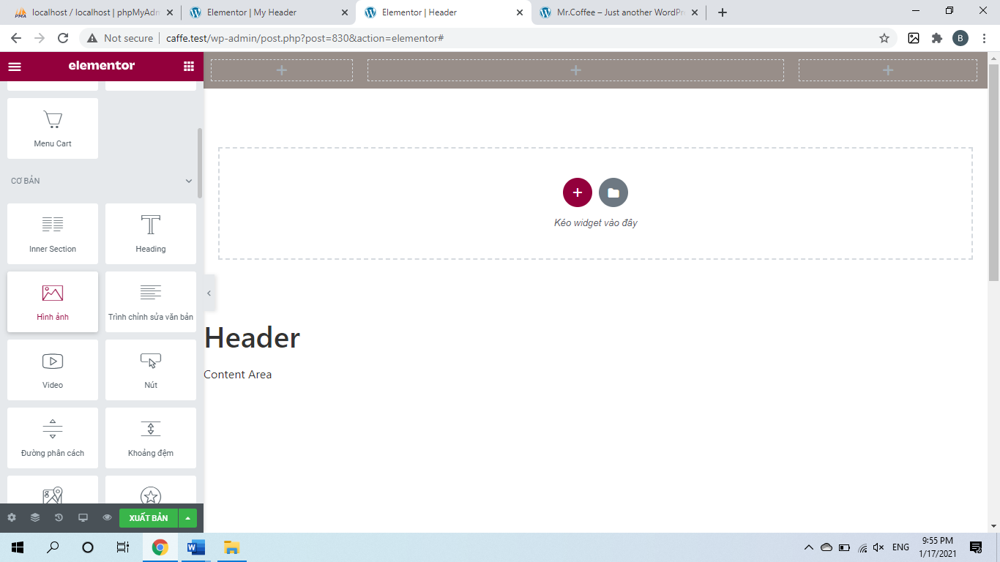 localhost / localhost | phpMyAdm
Elementor | My Header
Elementor | Header
Mr.Coffee – Just another WordPre
Not secure
caffe.test/wp-admin/post.php?post=830&action=elementor#
B
elementor
Menu Cart
CƠ BẢN
Inner Section
Heading
Hình ảnh
Trình chỉnh sửa văn bản
Video
Nút
Đường phân cách
Khoảng đệm
XUẤT BẢN
Kéo widget vào đây
Header
Content Area
ENG
9:55 PM
1/17/2021